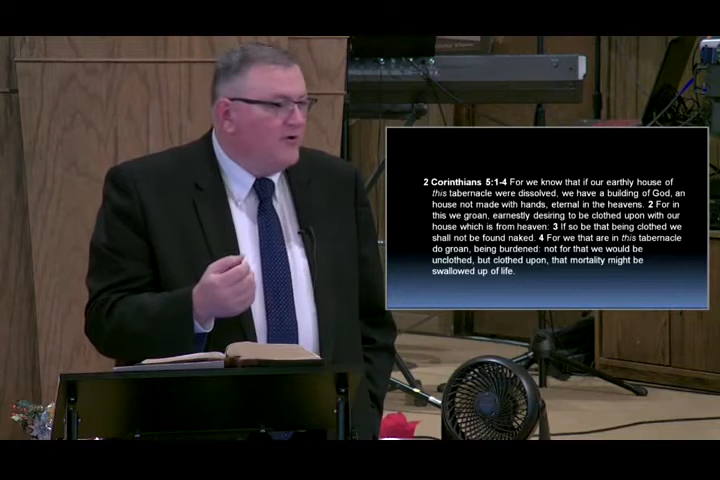 2 Corinthians 5:1-4 For we know that if our earthly house of
this tabernacle were dissolved, we have a building of God, an
house not made with hands, eternal in the heavens. 2 For in
this we groan, earnestly desiring to be clothed upon with our
house which is from heaven: 3 If so be that being clothed we
shall not be found naked. 4 For we that are in this tabernacle
do groan, being burdened: not for that we would be
unclothed, but clothed upon, that mortality might be
swallowed up of life.